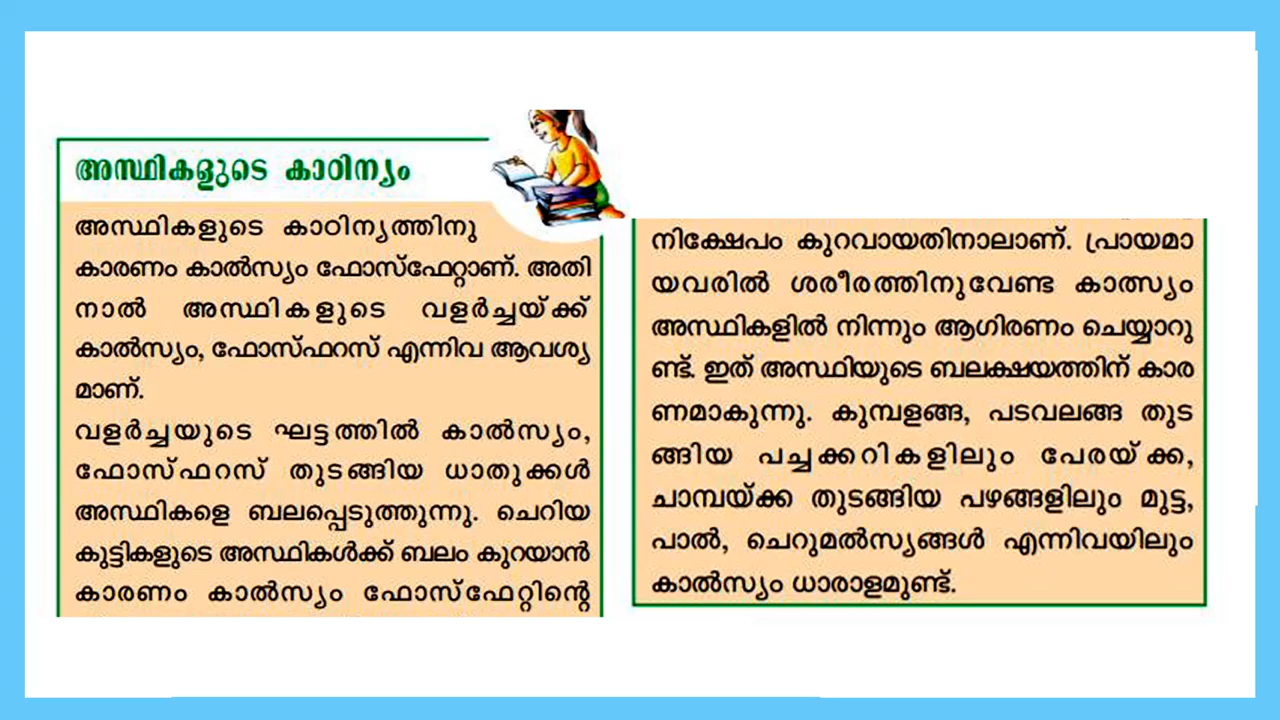 അസ്ഥികളുടെ കാഠിന്യം
അസ്ഥികളുടെ കാഠിന്യത്തിനു
കാരണം കാൽസ്യം ഫോസ്ഫേറ്റാണ്. അതി
നാൽ അസ്ഥികളുടെ വളർച്ചയ്ക്ക്
കാൽസ്യം, ഫോസ്ഫറസ് എന്നിവ ആവശ്യ
മാണ്.
വളർച്ചയുടെ ഘട്ടത്തിൽ കാൽസ്യം,
ഫോസ്ഫറസ് തുടങ്ങിയ ധാതുക്കൾ
അസ്ഥികളെ ബലപ്പെടുത്തുന്നു. ചെറിയ
കുട്ടികളുടെ അസ്ഥികൾക്ക് ബലം കുറയാൻ
കാരണം കാൽസ്യം ഫോസ്ഫേറ്റിന്റെ
നിക്ഷേപം കുറവായതിനാലാണ്. പ്രായമാ
യവരിൽ ശരീരത്തിനുവേണ്ട കാത്സ്യം
അസ്ഥികളിൽ നിന്നും ആഗിരണം ചെയ്യാറു
ണ്ട്. ഇത് അസ്ഥിയുടെ ബലക്ഷയത്തിന് കാര
ണമാകുന്നു. കുമ്പളങ്ങ, പടവലങ്ങ തുട
ങ്ങിയ പച്ചക്കറികളിലും പേരയ്ക്ക,
ചാമ്പയ്ക്ക തുടങ്ങിയ പഴങ്ങളിലും മുട്ട,
പാൽ, ചെറുമൽസ്യങ്ങൾ എന്നിവയിലും
കാൽസ്യം ധാരാളമുണ്ട്.